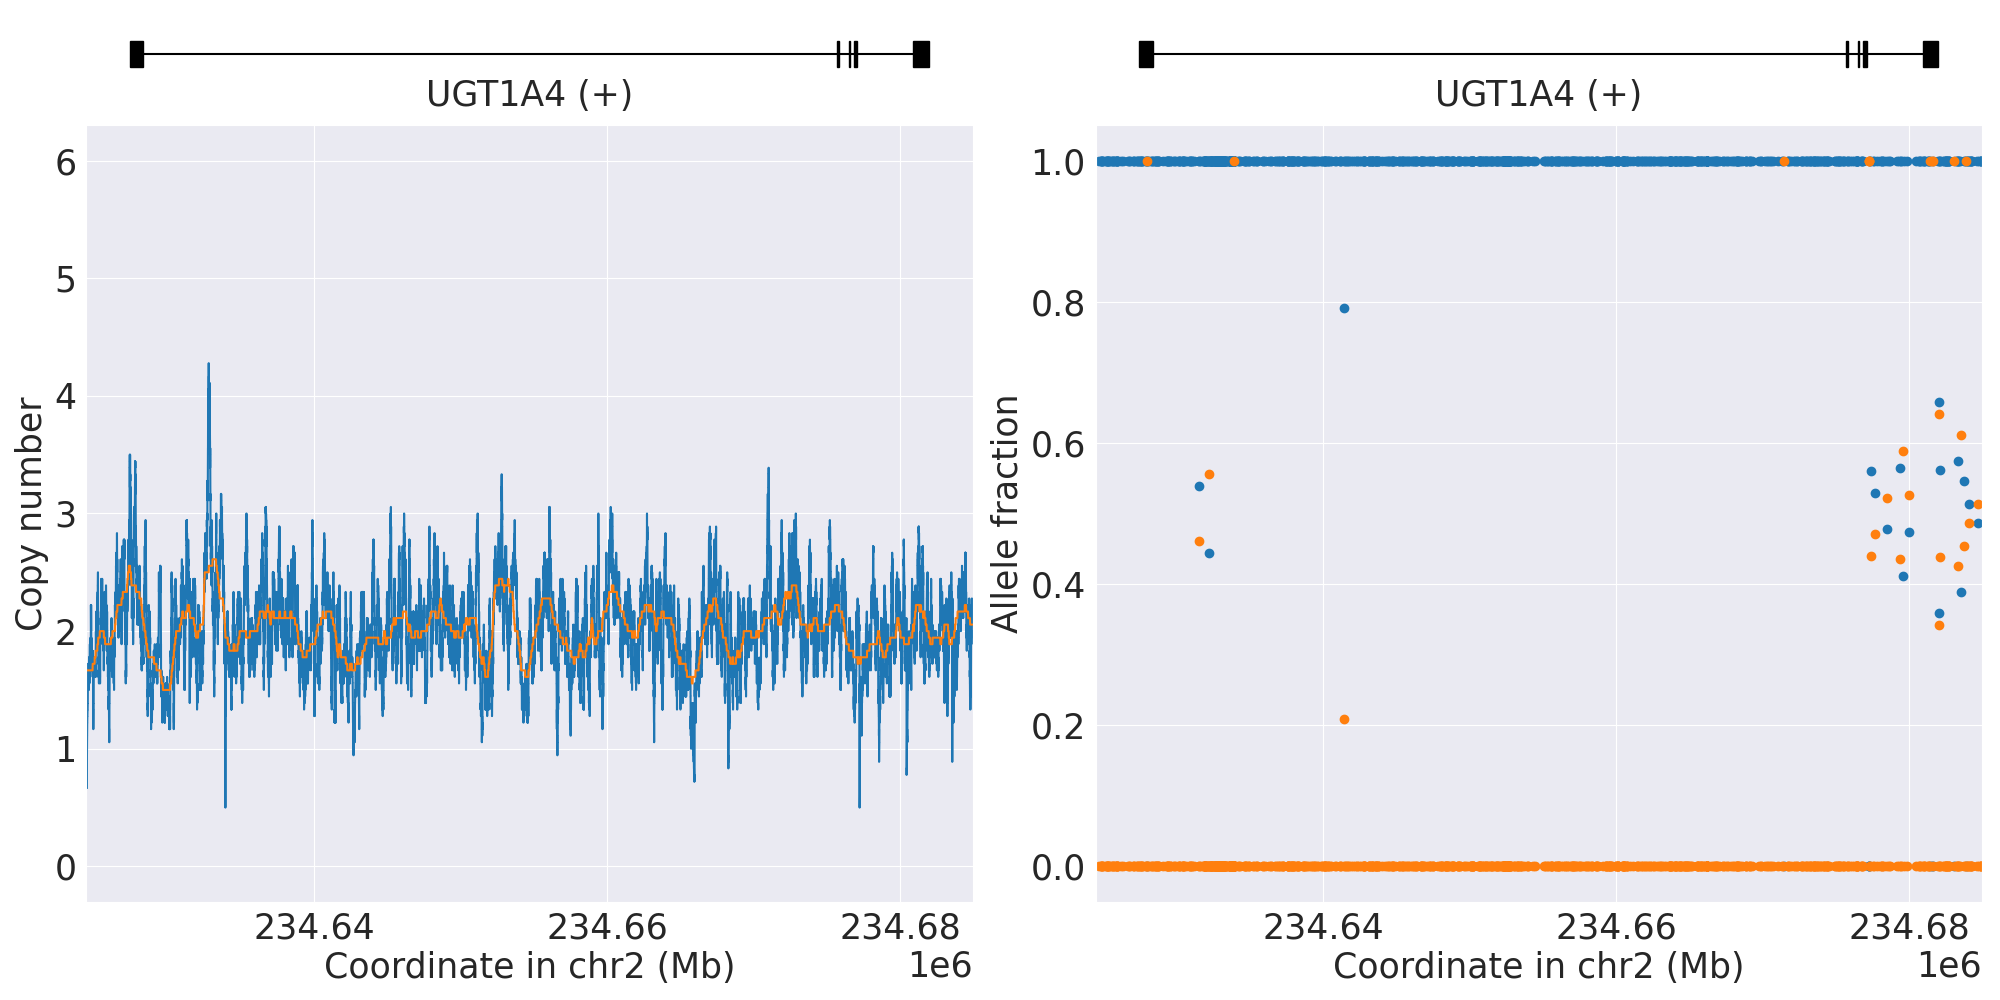 UGT1A4 (+)
Copy number
6
5
4
3
2
1
0
234.64 234.66 234.68
Coordinate in chr2 (Mb)
1e6
UGT1A4 (+)
Allele fraction
1.0
0.8
0.6
0.4
0.2
0.0
234.64 234.66 234.68
Coordinate in chr2 (Mb)
1e6